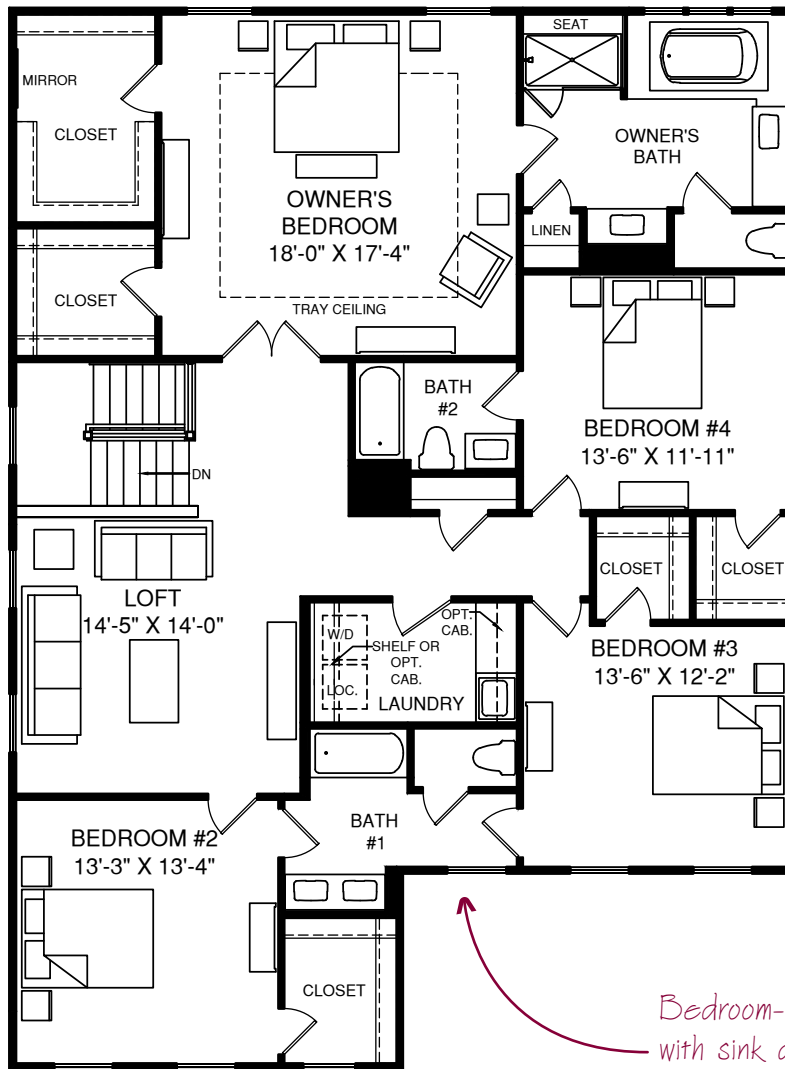 SEAT
MIRROR
CLOSET
OWNER'S
BATH
OWNER'S
BEDROOM
18'-0" X 17'-4"
LINEN
CLOSET
TRAY CEILING
BATH
#2
BEDROOM #4
13'-6" X 11'-11"
DN
CLOSET
CLOSET
LOFT
14'-5" X 14'-0"
OPT.
CAB.
W/D
SHELF OR
OPT.
CAB.
LOC.
LAUNDRY
BEDROOM #3
13'-6" X 12'-2"
BATH
#1
BEDROOM #2
13'-3" X 13'-4"
CLOSET
Bedroom-
with sink